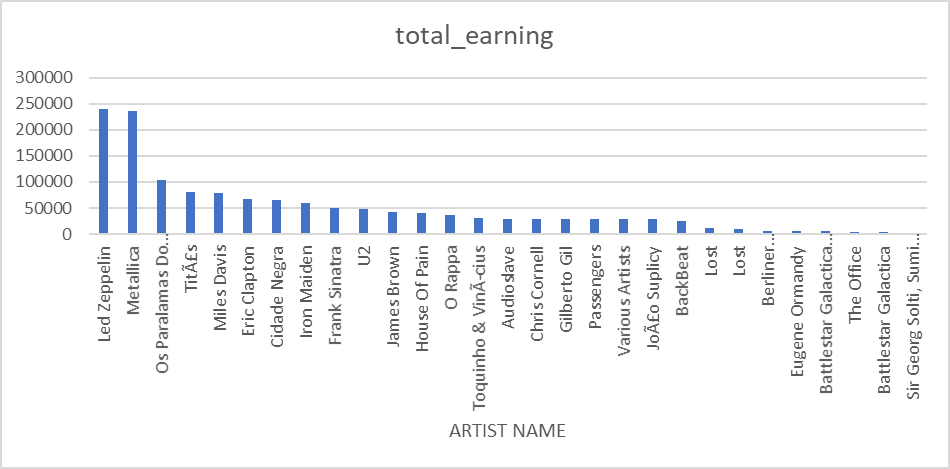 total_earning
300000
250000
200000
150000
100000
50000
0
Led Zeppelin
Metallica
Os Paralamas Do...
TitÃ£s
Miles Davis
Eric Clapton
Cidade Negra
Iron Maiden
Frank Sinatra
U2
James Brown
House Of Pain
O Rappa
Toquinho & VinÃ-cius
Audioslave
Chris Cornell
Gilberto Gil
Passengers
Various Artists
JoÃ£o Suplicy
BackBeat
Lost
Lost
Berliner...
Eugene Ormandy
Battlestar Galactica...
The Office
Battlestar Galactica
Sir Georg Solti, Sumi...
ARTIST NAME